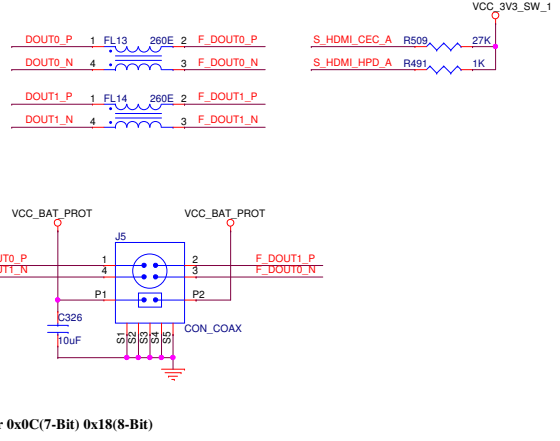 VCC_3V3_SW_1
DOUT0_P 1 FL13 260E 2 F_DOUT0_P
DOUT0_N 4 3 F_DOUT0_N
S_HDMI_CEC_A R509 27K
S_HDMI_HPD_A R491 1K
DOUT1_P 1 FL14 260E 2 F_DOUT1_P
DOUT1_N 4 3 F_DOUT1_N
VCC_BAT_PROT VCC_BAT_PROT
J5
UT0_P 1 2 F_DOUT1_P
UT1_N 4 3 F_DOUT0_N
P1 P2
C326
10uF
CON_COAX
S1 S2 S3 S4 S5
r 0x0C(7-Bit) 0x18(8-Bit)